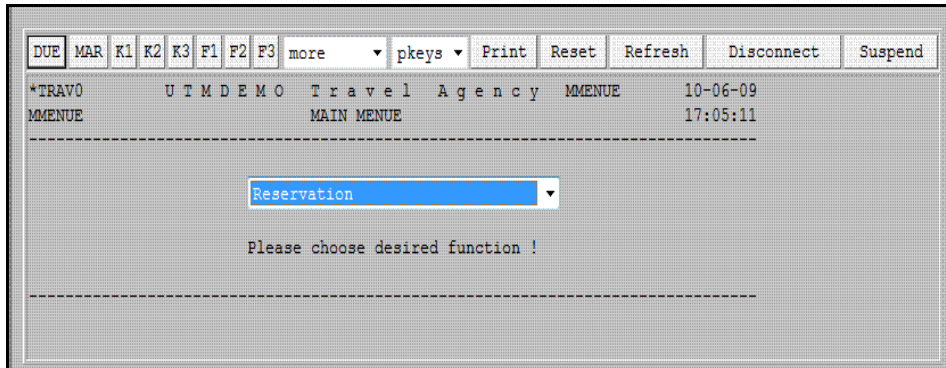 DUE MAR K1 K2 K3 F1 F2 F3 more pkeys Print Reset Refresh Disconnect Suspend
*TRAV0 U T M D E M O T r a v e l A g e n c y MMENUE 10-06-09
MMENUE MAIN MENUE 17:05:11
--------------------------------------------------------------------------------
Reservation
Please choose desired function !
--------------------------------------------------------------------------------